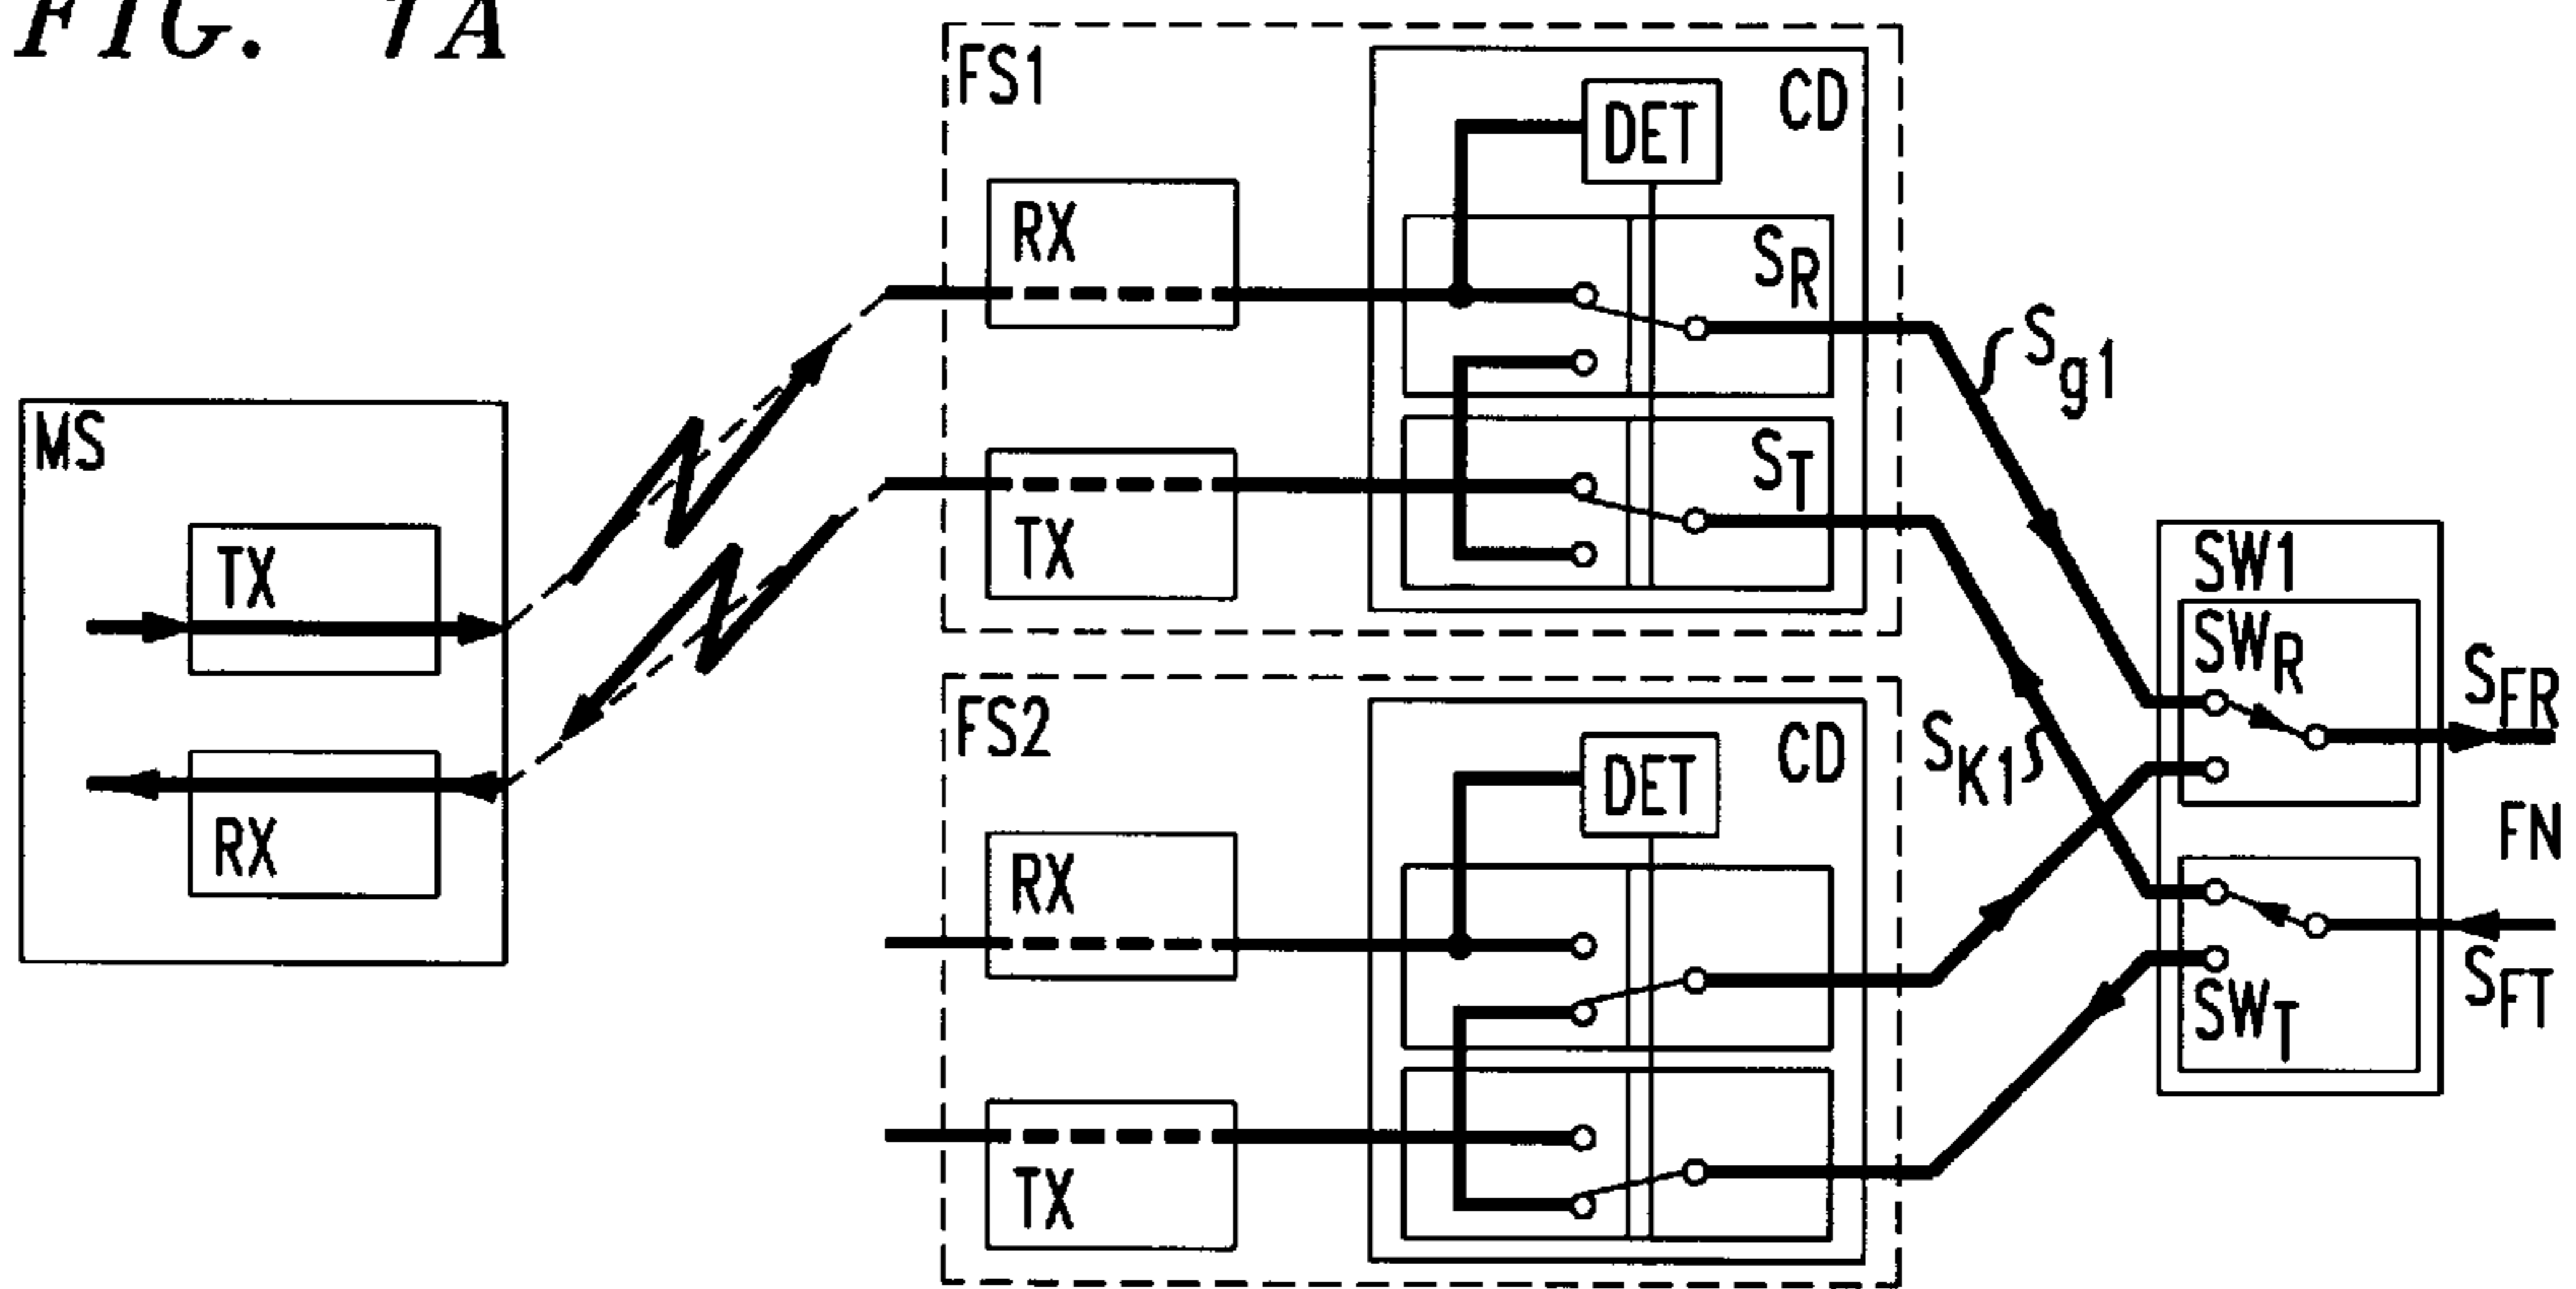 FIG. 1A
FS1
CD
DET
RX
SR
Sg1
MS
TX
ST
TX
SW1
SWR
SFR
FS2
CD
SK1
DET
FN
RX
RX
SFT
SWT
TX